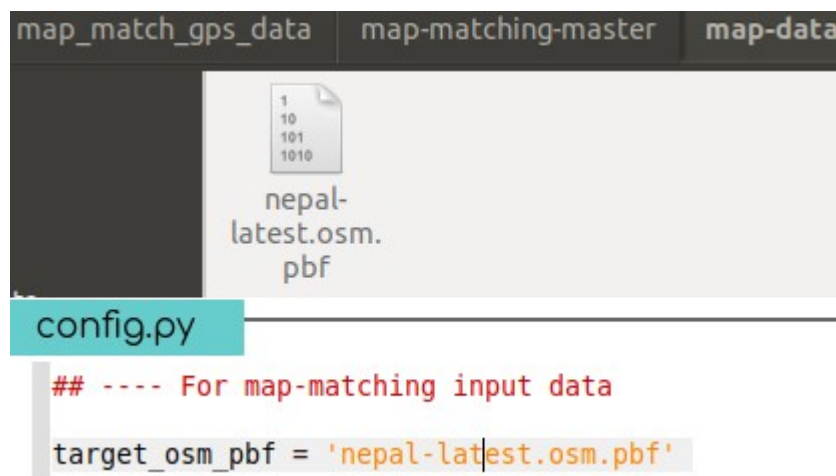 map_match_gps_data map-matching-master map-data
1
10
101
1010
nepal-
latest.osm.
pbf
config.py
## ---- For map-matching input data
target_osm_pbf = 'nepal-latest.osm.pbf'